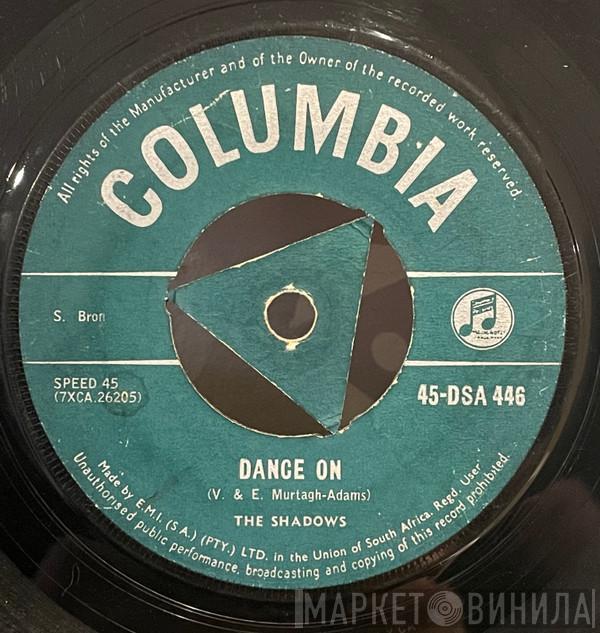 All rights of the Manufacturer and of the Owner of the recorded work reserved.
COLUMBIA
S. Bron
SPEED 45
(7XCA.26205)
45-DSA 446
DANCE ON
(V. & E. Murtagh-Adams)
THE SHADOWS
Made by E.M.I. (S.A.) (PTY.) LTD. in the Union of South Africa. Regd. User
Unauthorised public performance, broadcasting and copying of this record prohibited.
МАРКЕТ ВИНИЛА